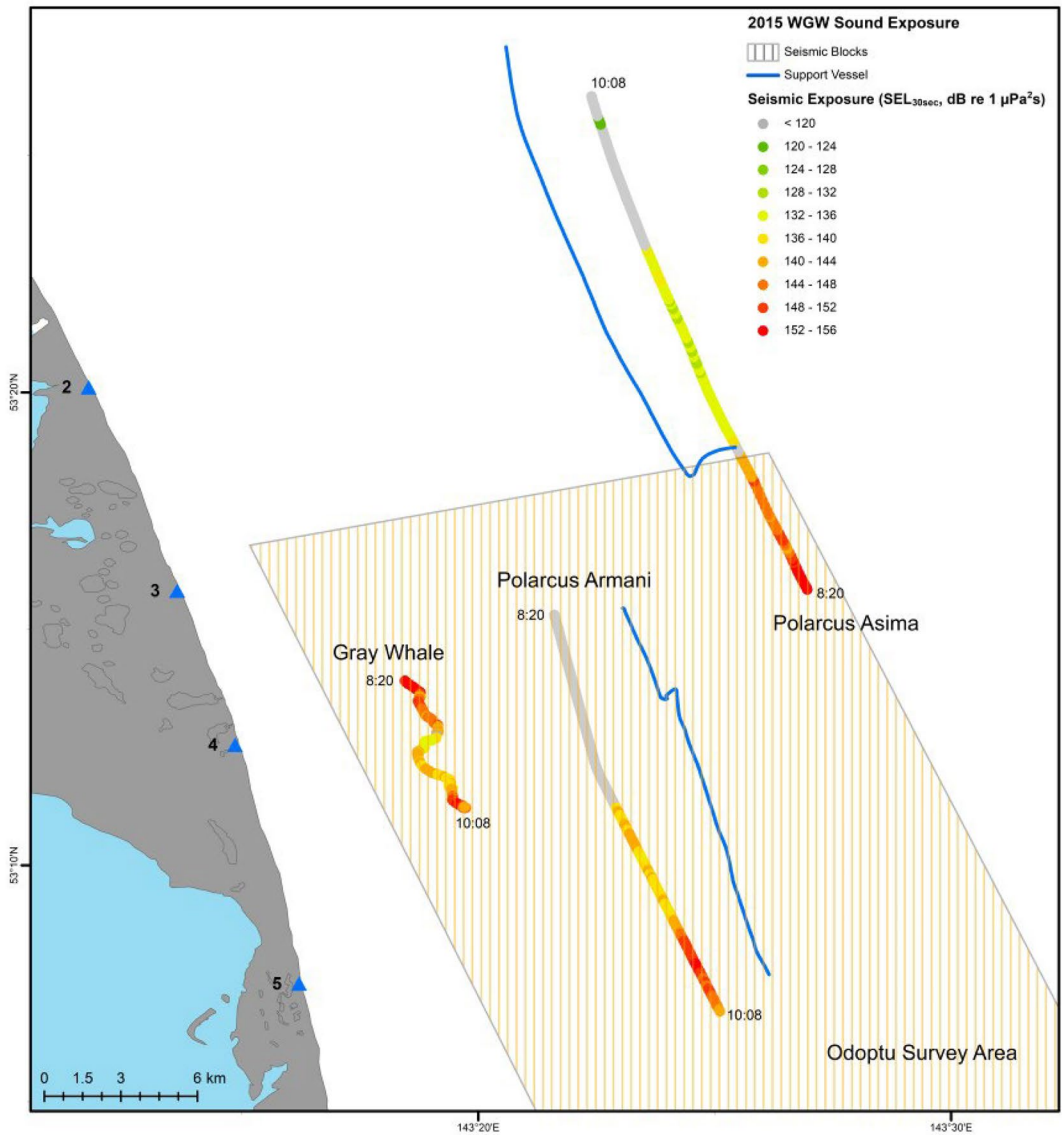 2015 WGW Sound Exposure
Seismic Blocks
Support Vessel
Seismic Exposure (SEL30sec, dB re 1 µPa²s)
< 120
120 - 124
124 - 128
128 - 132
132 - 136
136 - 140
140 - 144
144 - 148
148 - 152
152 - 156
10:08
53°20'N
2
3
Polarcus Armani
8:20
8:20
Polarcus Asima
Gray Whale
8:20
4
10:08
53°10'N
5
10:08
Odoptu Survey Area
0 1.5 3 6 km
143°20'E
143°30'E